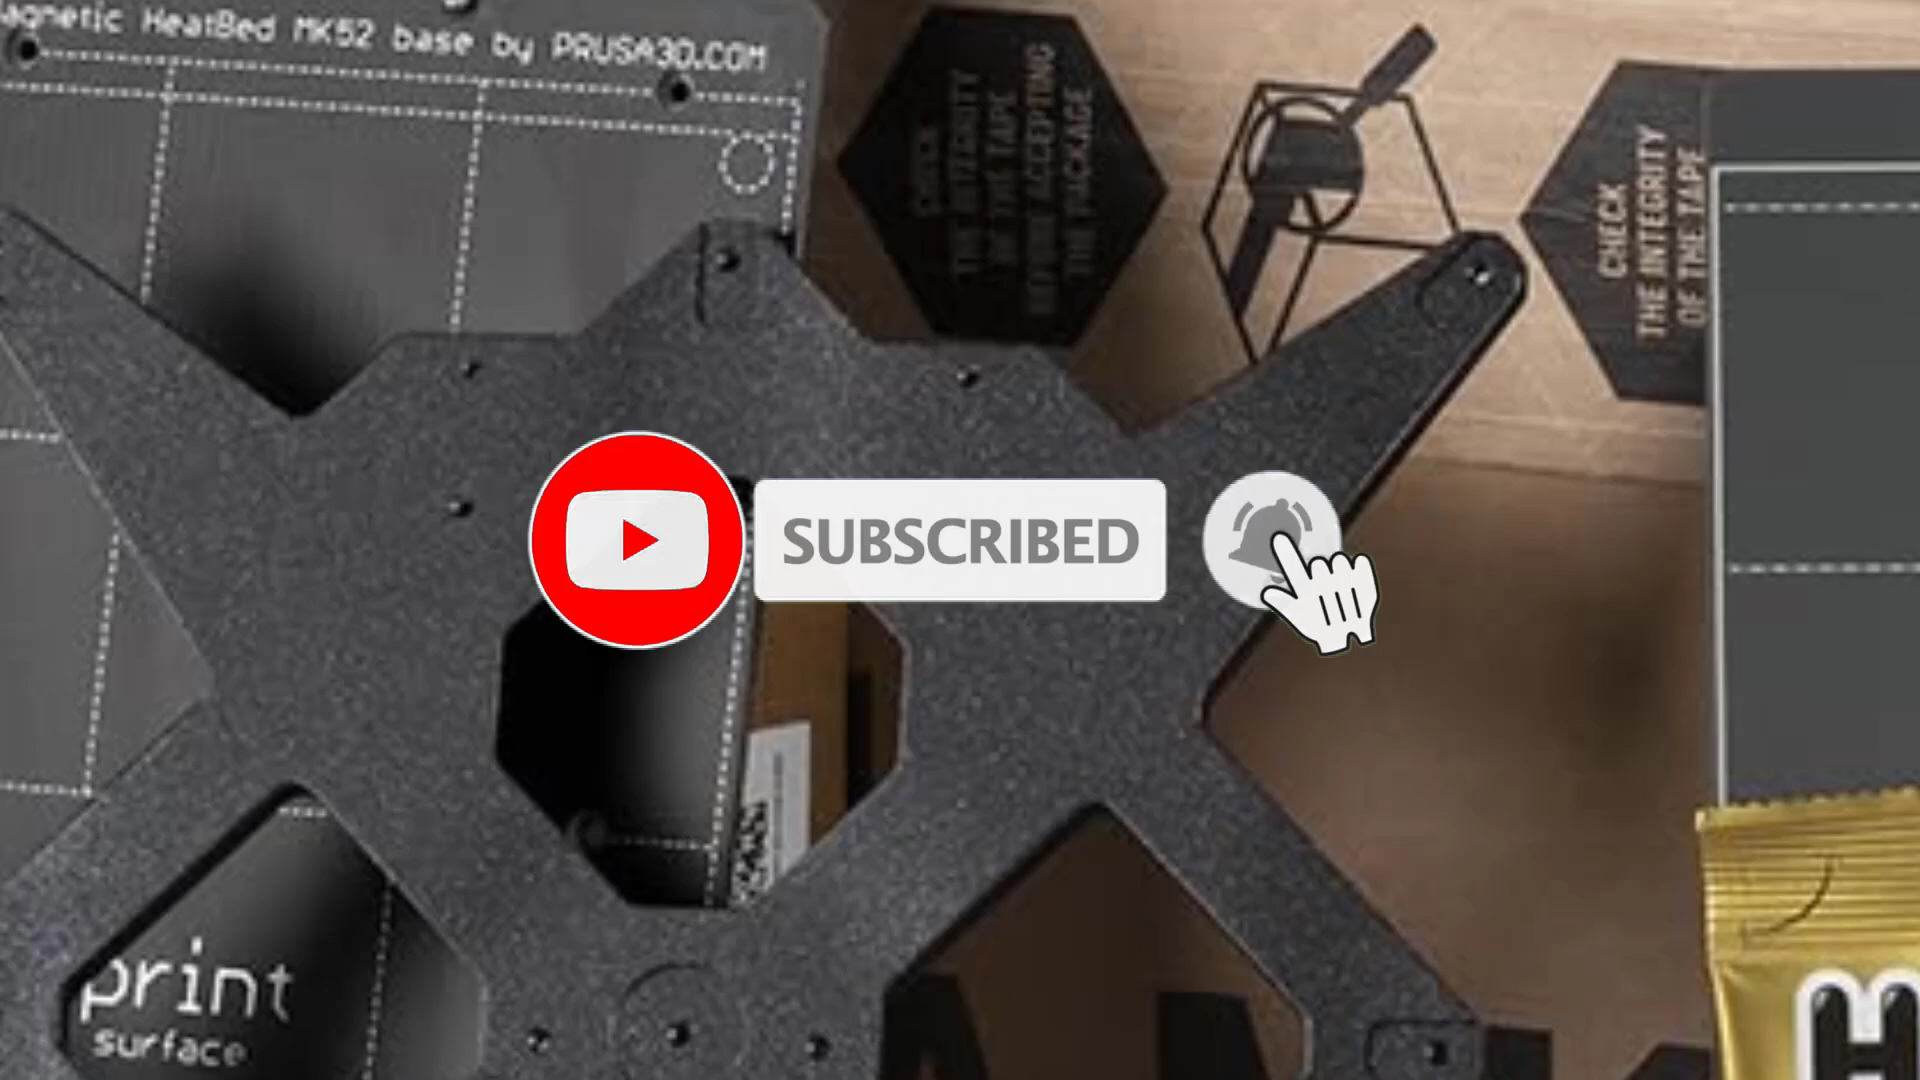 agnetic HeatBed MK52 base by PRUSA3D.COM
CHECK
THE INTEGRITY
OF THE TAPE
BEFORE ACCEPTING
THE PACKAGE
CHECK
THE INTEGRITY
OF THE TAPE
SUBSCRIBED
print
surface